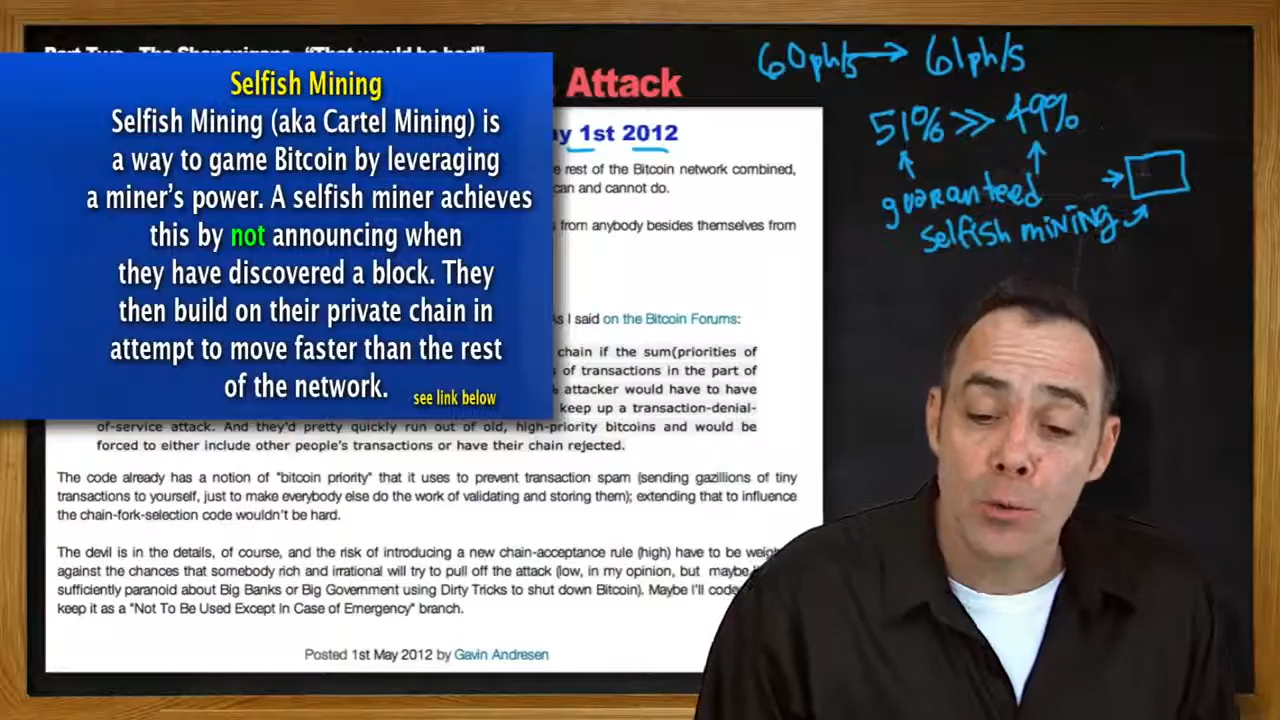 Part Two - The Shenanigans - "That would be bad"
Attack
Selfish Mining
Selfish Mining (aka Cartel Mining) is
a way to game Bitcoin by leveraging
a miner's power. A selfish miner achieves
this by not announcing when
they have discovered a block. They
then build on their private chain in
attempt to move faster than the rest
of the network.
see link below
1st 2012
rest of the Bitcoin network combined,
can and cannot do.
from anybody besides themselves from
As I said on the Bitcoin Forums:
chain if the sum(priorities of
of transactions in the part of
attacker would have to have
keep up a transaction-denial-
of-service attack. And they'd pretty quickly run out of old, high-priority bitcoins and would be
forced to either include other people's transactions or have their chain rejected.
The code already has a notion of "bitcoin priority" that it uses to prevent transaction spam (sending gazillions of tiny
transactions to yourself, just to make everybody else do the work of validating and storing them); extending that to influence
the chain-fork-selection code wouldn't be hard.
The devil is in the details, of course, and the risk of introducing a new chain-acceptance rule (high) have to be
against the chances that somebody rich and irrational will try to pull off the attack (low, in my opinion, but maybe
sufficiently paranoid about Big Banks or Big Government using Dirty Tricks to shut down Bitcoin). Maybe I'll code
keep it as a "Not To Be Used Except In Case of Emergency" branch.
Posted 1st May 2012 by Gavin Andresen
60ph/s → 61ph/s
51% >> 49%
guaranteed
selfish mining